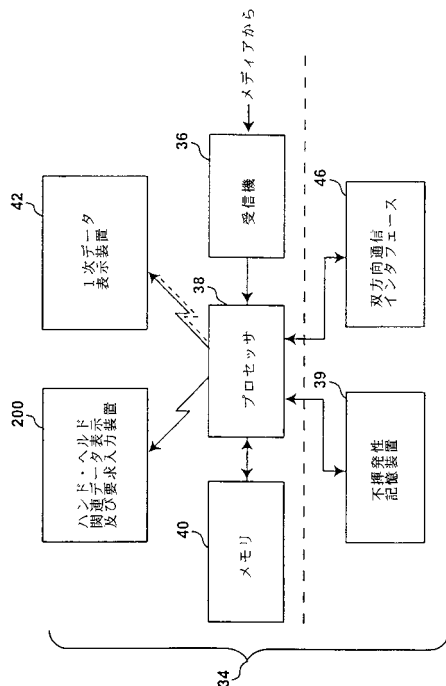 200
ハンド・ヘルド
関連データ表示
及び要求入力装置
42
1次データ
表示装置
40
メモリ
38
プロセッサ
36
受信機
メディアから
39
不揮発性
記憶装置
46
双方向通信
インタフェース
34